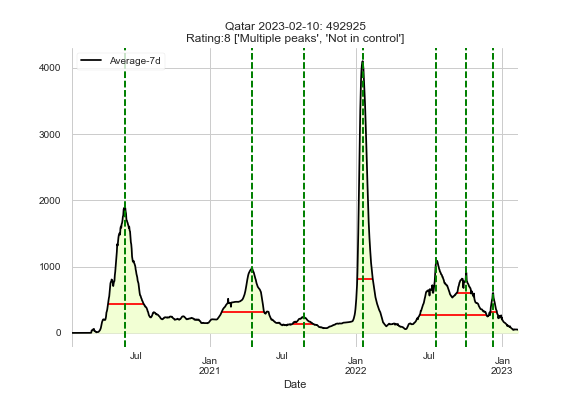 Qatar 2023-02-10: 492925
Rating:8 ['Multiple peaks', 'Not in control']
Average-7d
4000
3000
2000
1000
0
Jul
Jan
2021
Jul
Jan
2022
Jul
Jan
2023
Date